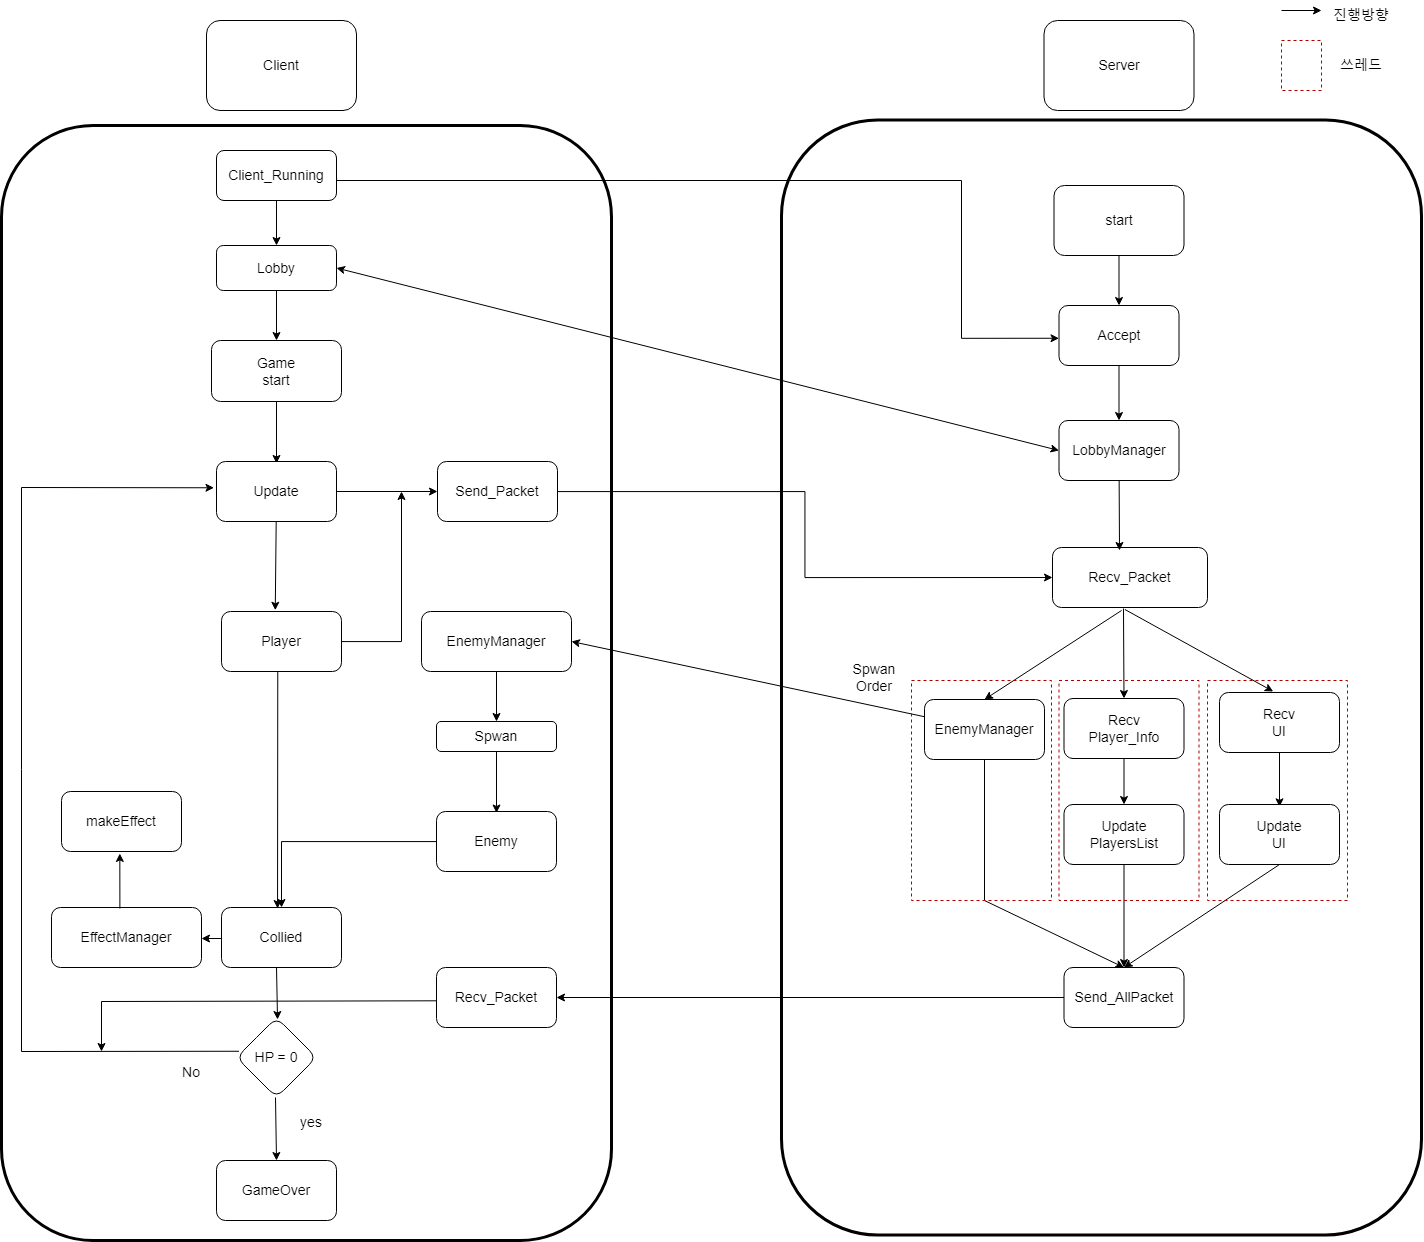 진행방향
쓰레드
Client
Server
Client_Running
Lobby
Game
start
Update
Send_Packet
Player
EnemyManager
Spwan
Enemy
makeEffect
EffectManager
Collied
Recv_Packet
HP = 0
No
yes
GameOver
start
Accept
LobbyManager
Recv_Packet
Spwan
Order
EnemyManager
Recv
Player_Info
Recv
UI
Update
PlayersList
Update
UI
Send_AllPacket